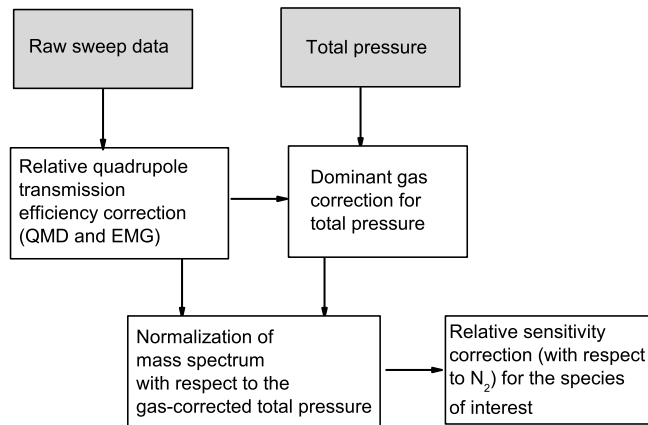 Raw sweep data
Total pressure
Relative quadrupole
transmission
efficiency correction
(QMD and EMG)
Dominant gas
correction for
total pressure
Normalization of
mass spectrum
with respect to the
gas-corrected total pressure
Relative sensitivity
correction (with respect
to N₂) for the species
of interest